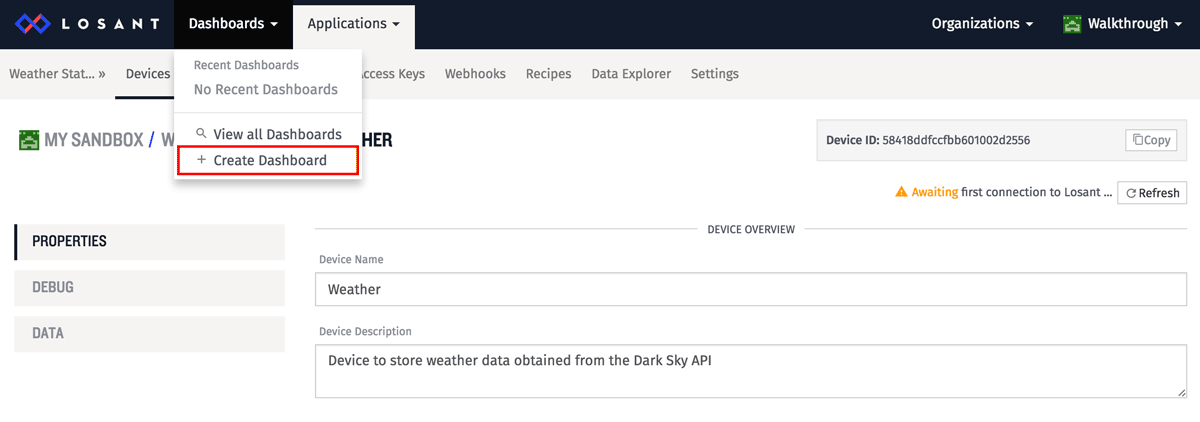 LOSANT Dashboards Applications Organizations Walkthrough
Weather Stat... » Devices Access Keys Webhooks Recipes Data Explorer Settings
Recent Dashboards
No Recent Dashboards
View all Dashboards
+ Create Dashboard
MY SANDBOX / W HER
Device ID: 58418ddfccfbb601002d2556 Copy
Awaiting first connection to Losant ... Refresh
PROPERTIES
DEBUG
DATA
DEVICE OVERVIEW
Device Name
Weather
Device Description
Device to store weather data obtained from the Dark Sky API